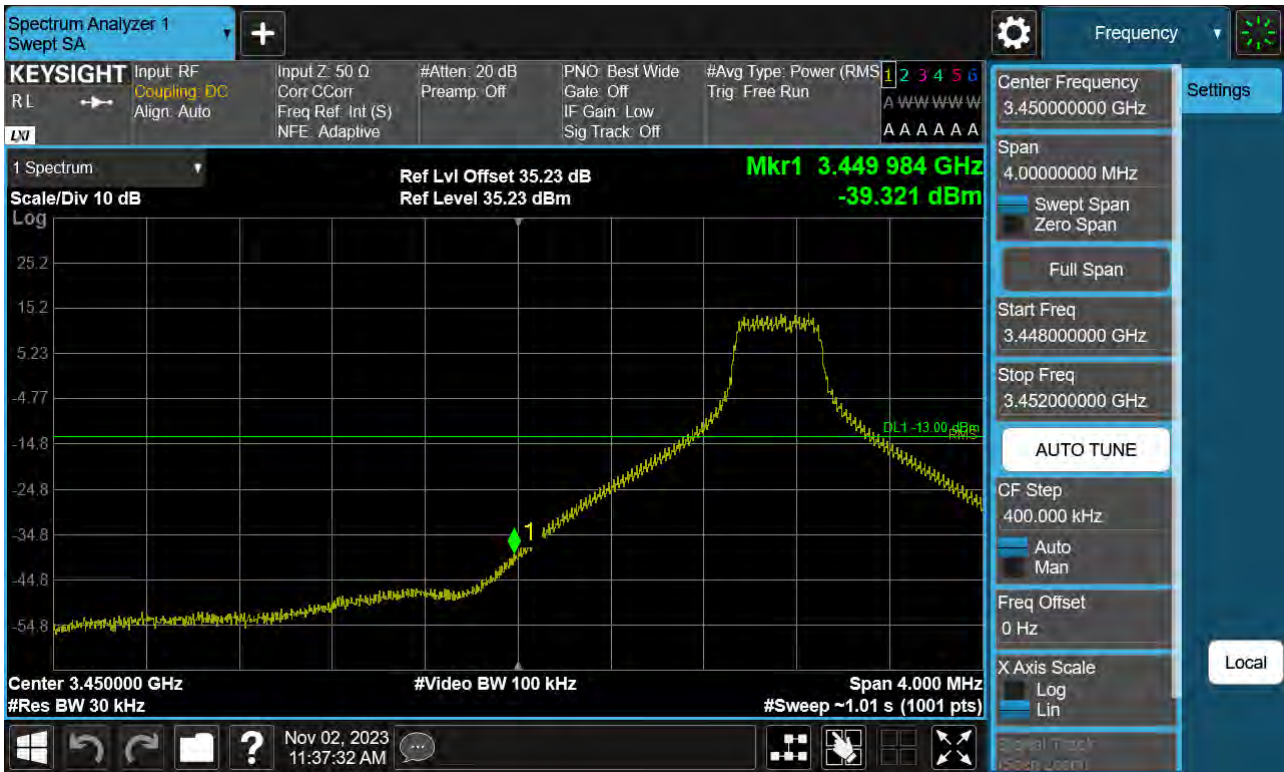 Spectrum Analyzer 1
Swept SA
Frequency
KEYSIGHT
RL
LXI
Input: RF
Coupling: DC
Align: Auto
Input Z: 50 Ω
Corr CCorr
Freq Ref: Int (S)
NFE: Adaptive
#Atten: 20 dB
Preamp: Off
PNO: Best Wide
Gate: Off
IF Gain: Low
Sig Track: Off
#Avg Type: Power (RMS
Trig: Free Run
1 2 3 4 5 6
A WW WW W
A A A A A A
1 Spectrum
Scale/Div 10 dB
Log
Ref Lvl Offset 35.23 dB
Ref Level 35.23 dBm
Mkr1 3.449 984 GHz
-39.321 dBm
25.2
15.2
5.23
-4.77
-14.8
-24.8
-34.8
-44.8
-54.8
DL1 -13.00 dBm
RMS
1
Center 3.450000 GHz
#Res BW 30 kHz
#Video BW 100 kHz
Span 4.000 MHz
#Sweep ~1.01 s (1001 pts)
Center Frequency
3.450000000 GHz
Span
4.00000000 MHz
Swept Span
Zero Span
Full Span
Start Freq
3.448000000 GHz
Stop Freq
3.452000000 GHz
AUTO TUNE
CF Step
400.000 kHz
Auto
Man
Freq Offset
0 Hz
X Axis Scale
Log
Lin
Signal Track
(Span Zoom)
Settings
Local
?
Nov 02, 2023
11:37:32 AM